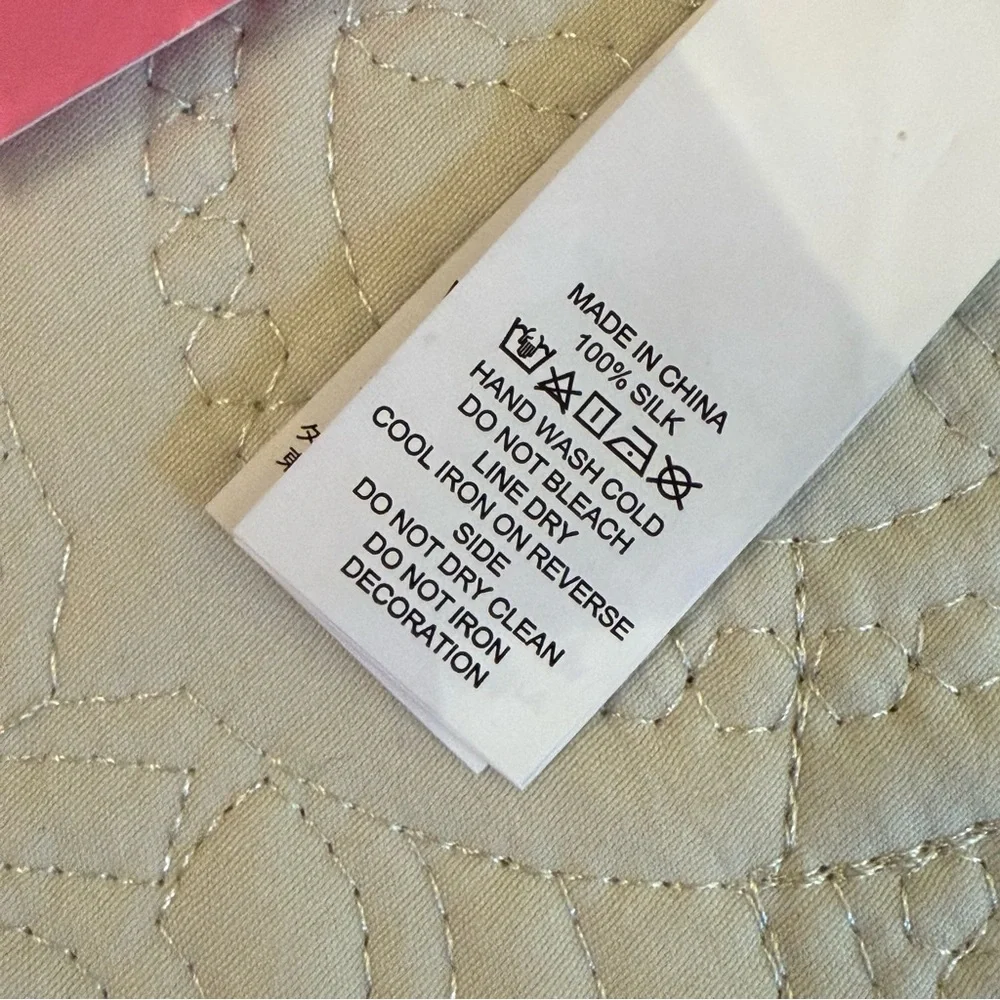 MADE IN CHINA
100% SILK
HAND WASH COLD
DO NOT BLEACH
LINE DRY
COOL IRON ON REVERSE
SIDE
DO NOT DRY CLEAN
DO NOT IRON
DECORATION